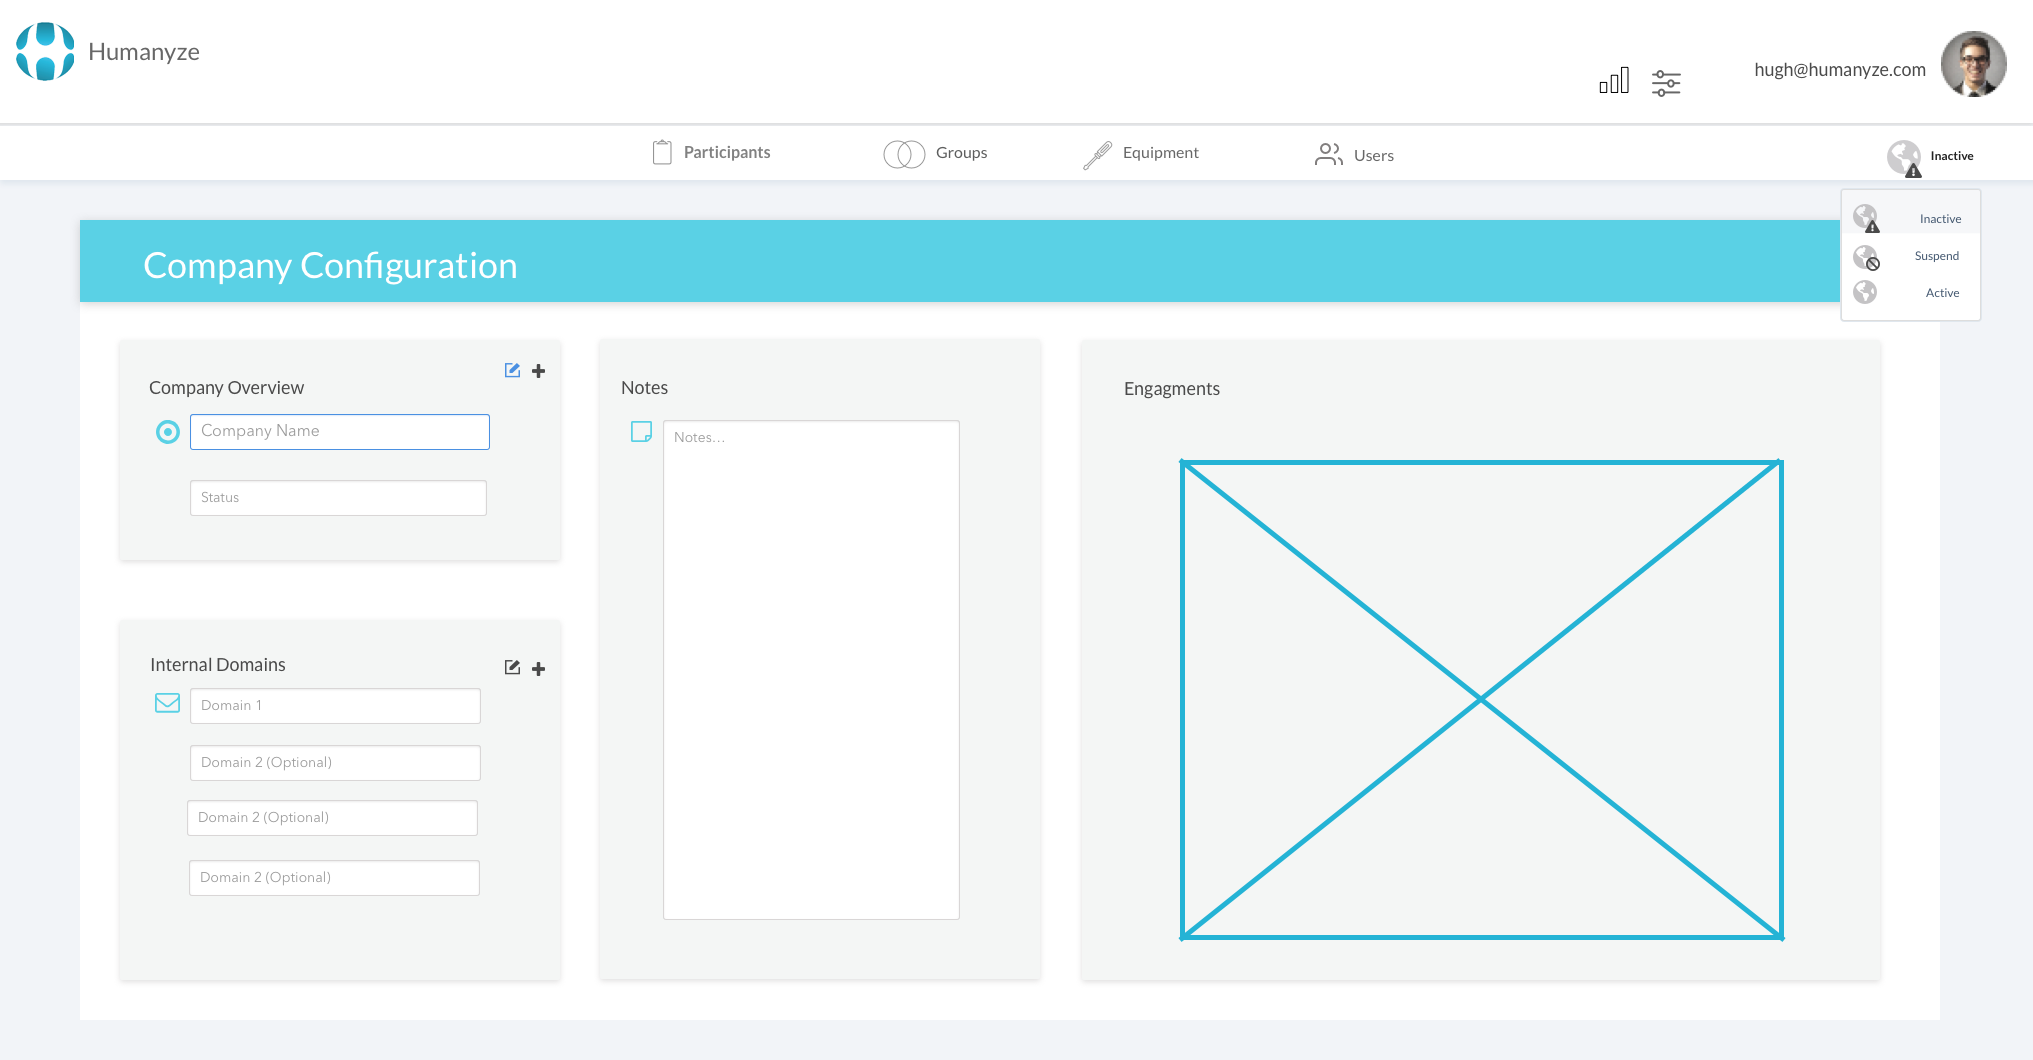 Humanyze
hugh@humanyze.com
Participants
Groups
Equipment
Users
Inactive
Inactive
Suspend
Active
Company Configuration
Company Overview
Company Name
Status
Internal Domains
Domain 1
Domain 2 (Optional)
Domain 2 (Optional)
Domain 2 (Optional)
Notes
Notes...
Engagments